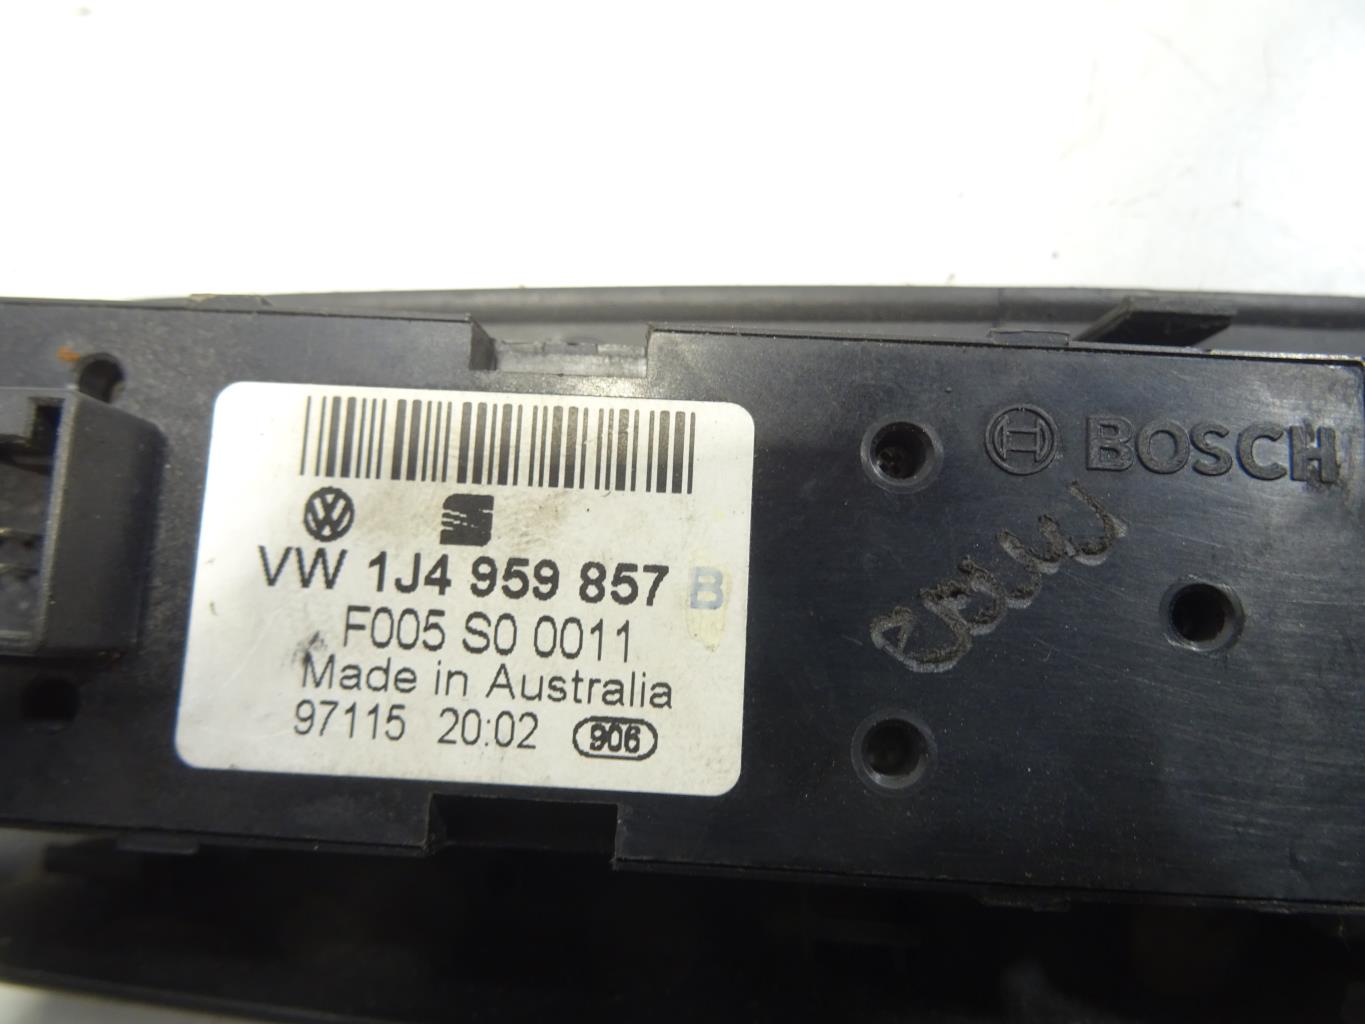 BOSCH
VW 1J4 959 857 B
F005 S0 0011
Made in Australia
97115 20:02 906